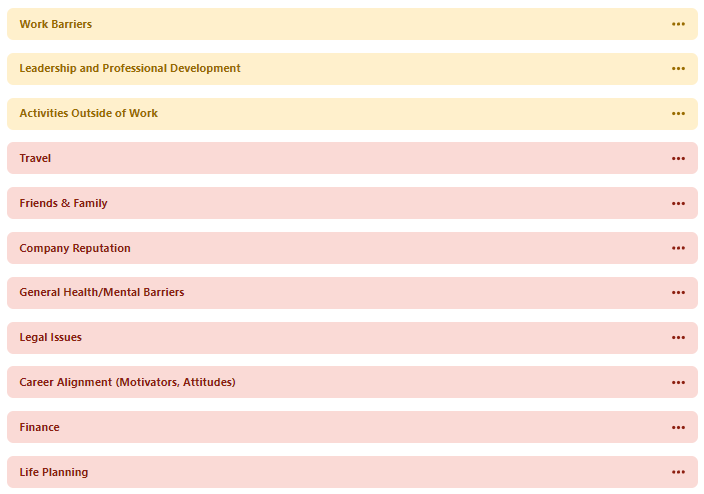 Work Barriers
Leadership and Professional Development
Activities Outside of Work
Travel
Friends & Family
Company Reputation
General Health/Mental Barriers
Legal Issues
Career Alignment (Motivators, Attitudes)
Finance
Life Planning